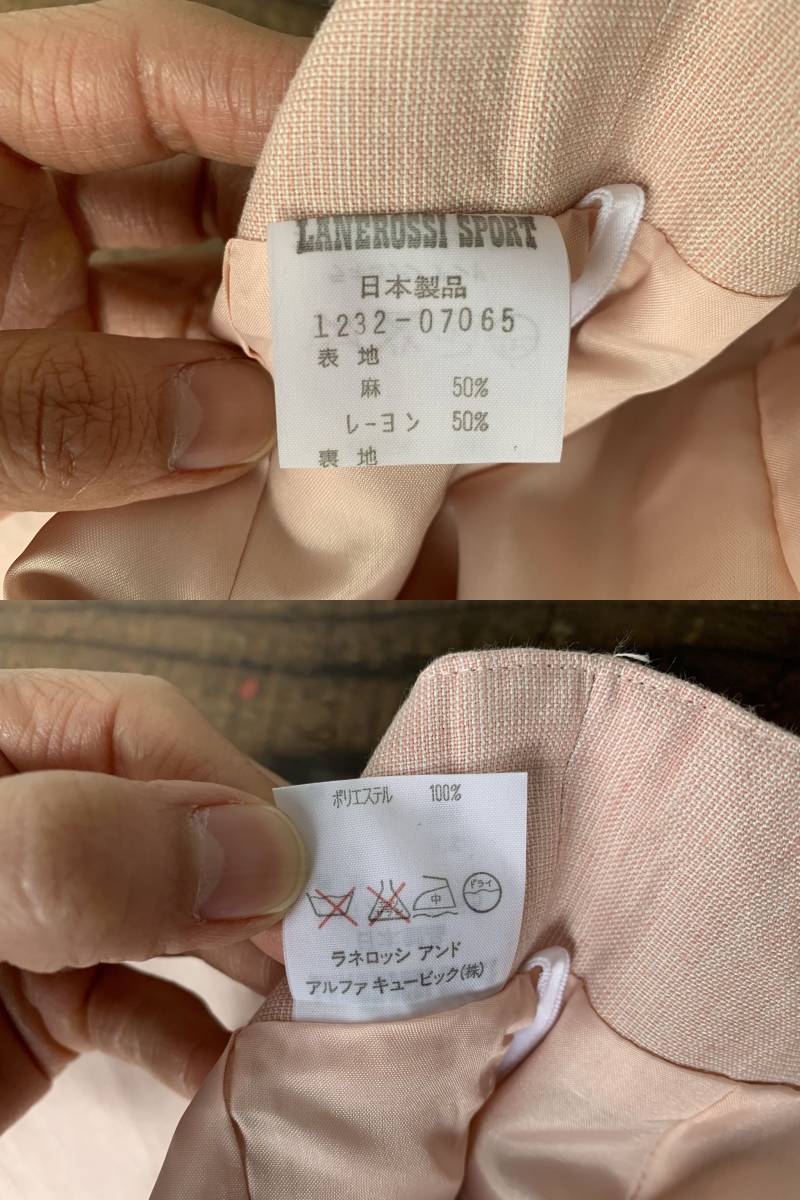 LANEROSSI SPORT
日本製品
1232-07065
表 地
麻 50%
レーヨン 50%
裏 地
ポリエステル 100%
中
ドライ
ラネロッシ アンド
アルファ キュービック(株)